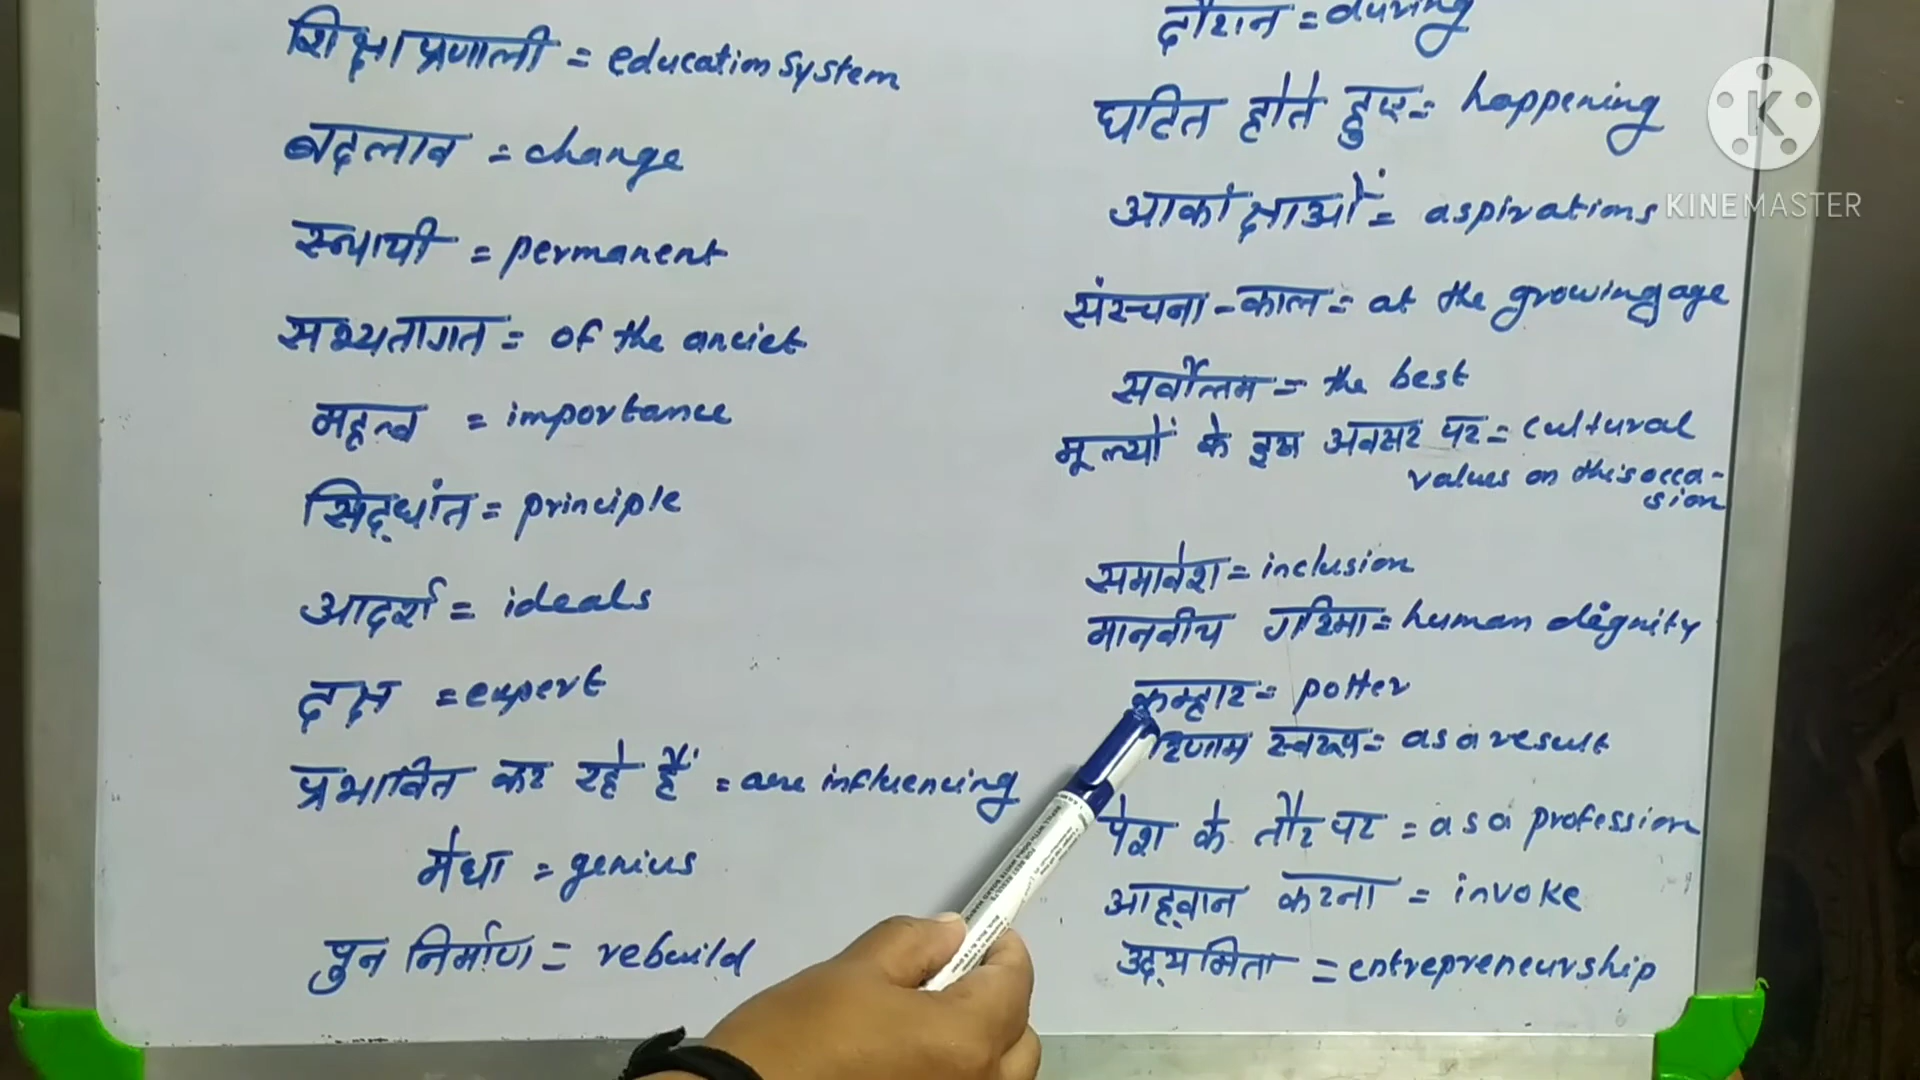 शिक्षा प्रणाली = education system
बदलाव = change
स्थायी = permanent
सभ्यतागत = of the anciet
महत्व = importance
सिद्धांत = principle
आदर्श = ideals
दक्ष = expert
प्रभावित कर रहे हैं = are influencing
मेधा = genius
पुन निर्माण = rebuild
दौरान = during
घटित होते हुए = happening
आकांक्षाओं = aspirations
संरचना-काल = at the growing age
सर्वोत्तम = the best
मूल्यों के इस अवसर पर = cultural
values on this occa-
sion
समावेश = inclusion
मानवीय गरिमा = human dignity
कुम्हार = potter
रिणाम स्वरूप = as a result
पेश के तौर पर = as a profession
आह्वान करना = invoke
उद्यमिता = entrepreneurship
K
KINEMASTER